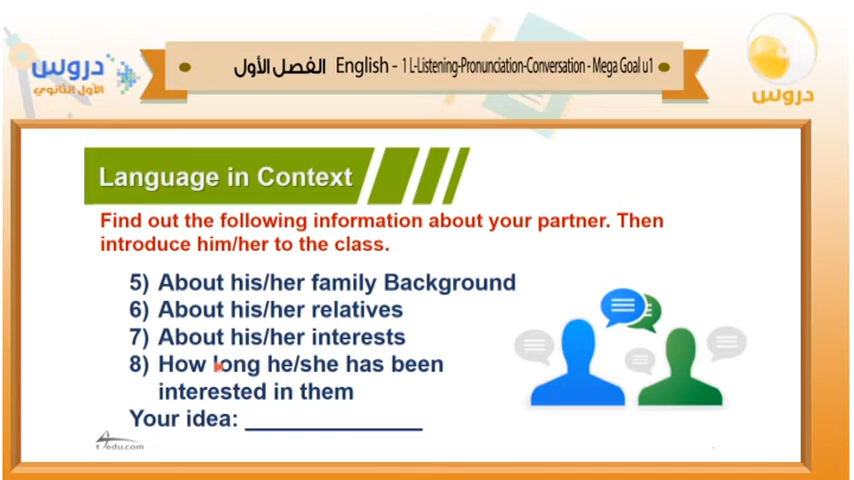 دروس
الأول الثانوي
الفصل الأول English - 1 L-Listening-Pronunciation-Conversation - Mega Goal u1
دروس
Language in Context
Find out the following information about your partner. Then
introduce him/her to the class.
5) About his/her family Background
6) About his/her relatives
7) About his/her interests
8) How long he/she has been
interested in them
Your idea: ______________